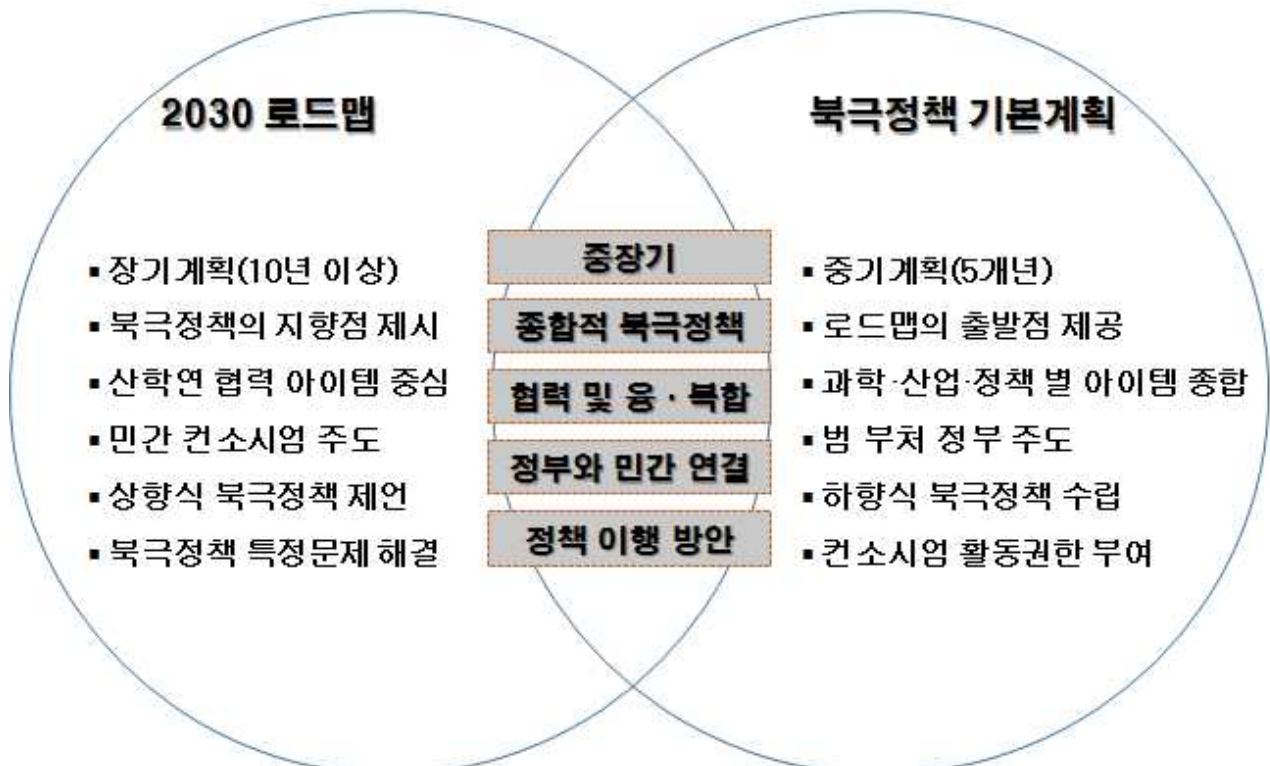 2030 로드맵
▪ 장기계획(10년 이상)
▪ 북극정책의 지향점 제시
▪ 산학연 협력 아이템 중심
▪ 민간 컨소시엄 주도
▪ 상향식 북극정책 제언
▪ 북극정책 특정문제 해결
중장기
종합적 북극정책
협력 및 융 · 복합
정부와 민간 연결
정책 이행 방안
북극정책 기본계획
▪ 중기계획(5개년)
▪ 로드맵의 출발점 제공
▪ 과학·산업·정책 별 아이템 종합
▪ 범 부처 정부 주도
▪ 하향식 북극정책 수립
▪ 컨소시엄 활동권한 부여